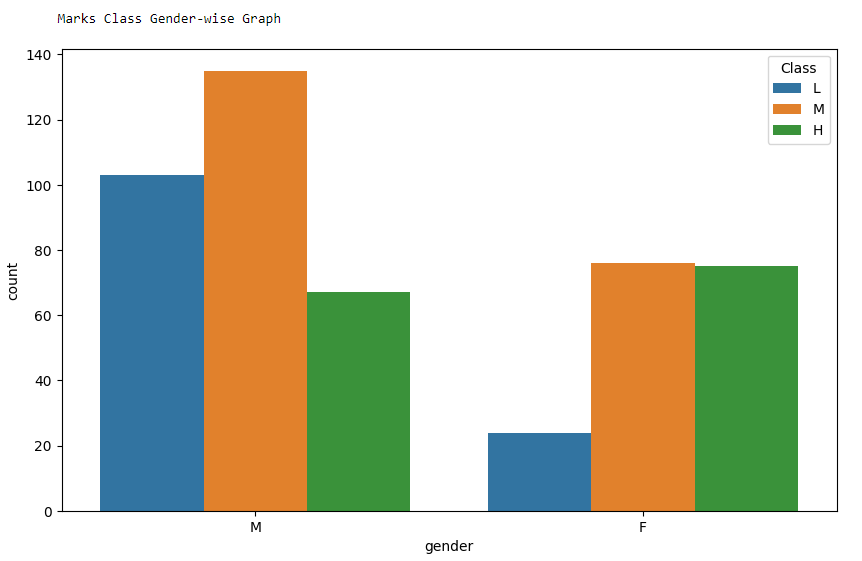 Marks Class Gender-wise Graph
140
120
100
80
60
40
20
0
count
M
F
gender
Class
L
M
H